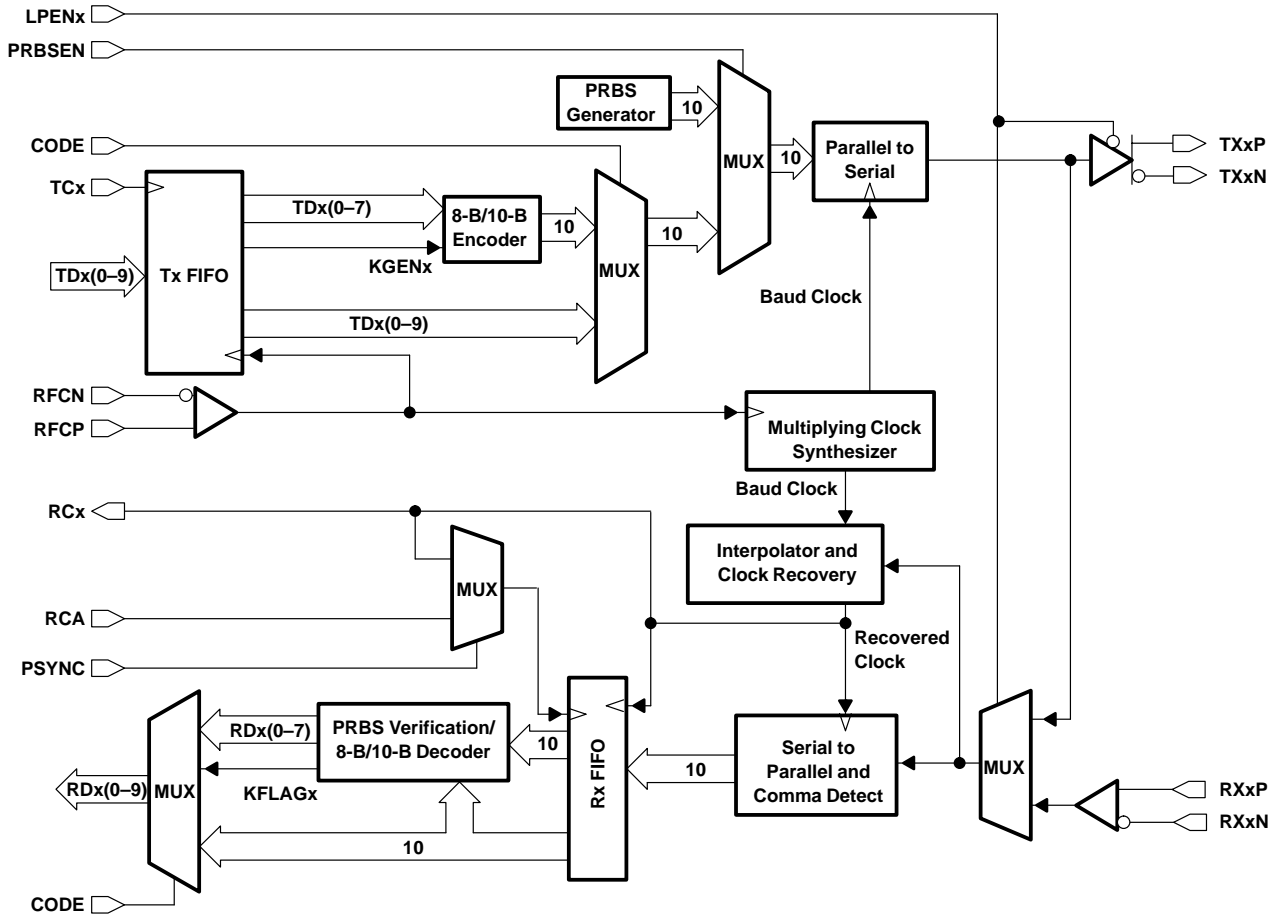 LPENx
PRBSEN
PRBS
Generator
10
CODE
MUX
10
Parallel to
Serial
TXxP
TXxN
TCx
TDx(0–7)
8-B/10-B
Encoder
10
10
KGENx
TDx(0–9)
Tx FIFO
MUX
TDx(0–9)
Baud Clock
RFCN
RFCP
Multiplying Clock
Synthesizer
Baud Clock
RCx
Interpolator and
Clock Recovery
MUX
RCA
PSYNC
Recovered
Clock
RDx(0–7)
PRBS Verification/
8-B/10-B Decoder
10
Rx FIFO
10
Serial to
Parallel and
Comma Detect
MUX
RXxP
RXxN
RDx(0–9)
MUX
KFLAGx
10
CODE